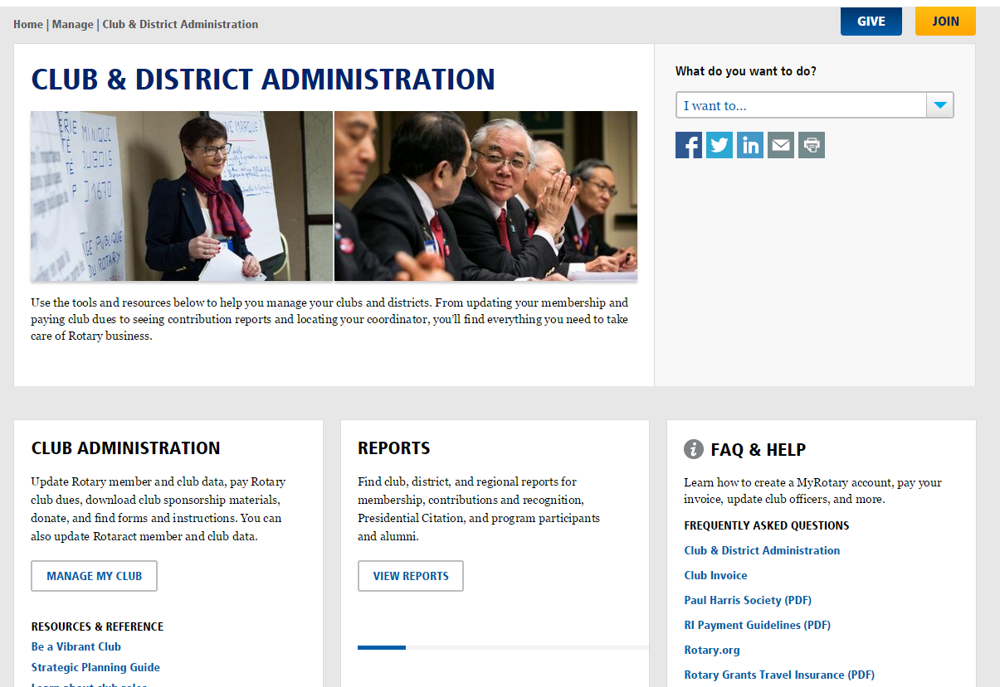 Home | Manage | Club & District Administration
GIVE
JOIN
CLUB & DISTRICT ADMINISTRATION
MINIQUE
DUBOIS
DU ROTARY
Use the tools and resources below to help you manage your clubs and districts. From updating your membership and
paying club dues to seeing contribution reports and locating your coordinator, you'll find everything you need to take
care of Rotary business.
What do you want to do?
I want to...
CLUB ADMINISTRATION
Update Rotary member and club data, pay Rotary
club dues, download club sponsorship materials,
donate, and find forms and instructions. You can
also update Rotaract member and club data.
MANAGE MY CLUB
RESOURCES & REFERENCE
Be a Vibrant Club
Strategic Planning Guide
Learn about club roles
REPORTS
Find club, district, and regional reports for
membership, contributions and recognition,
Presidential Citation, and program participants
and alumni.
VIEW REPORTS
FAQ & HELP
Learn how to create a MyRotary account, pay your
invoice, update club officers, and more.
FREQUENTLY ASKED QUESTIONS
Club & District Administration
Club Invoice
Paul Harris Society (PDF)
RI Payment Guidelines (PDF)
Rotary.org
Rotary Grants Travel Insurance (PDF)